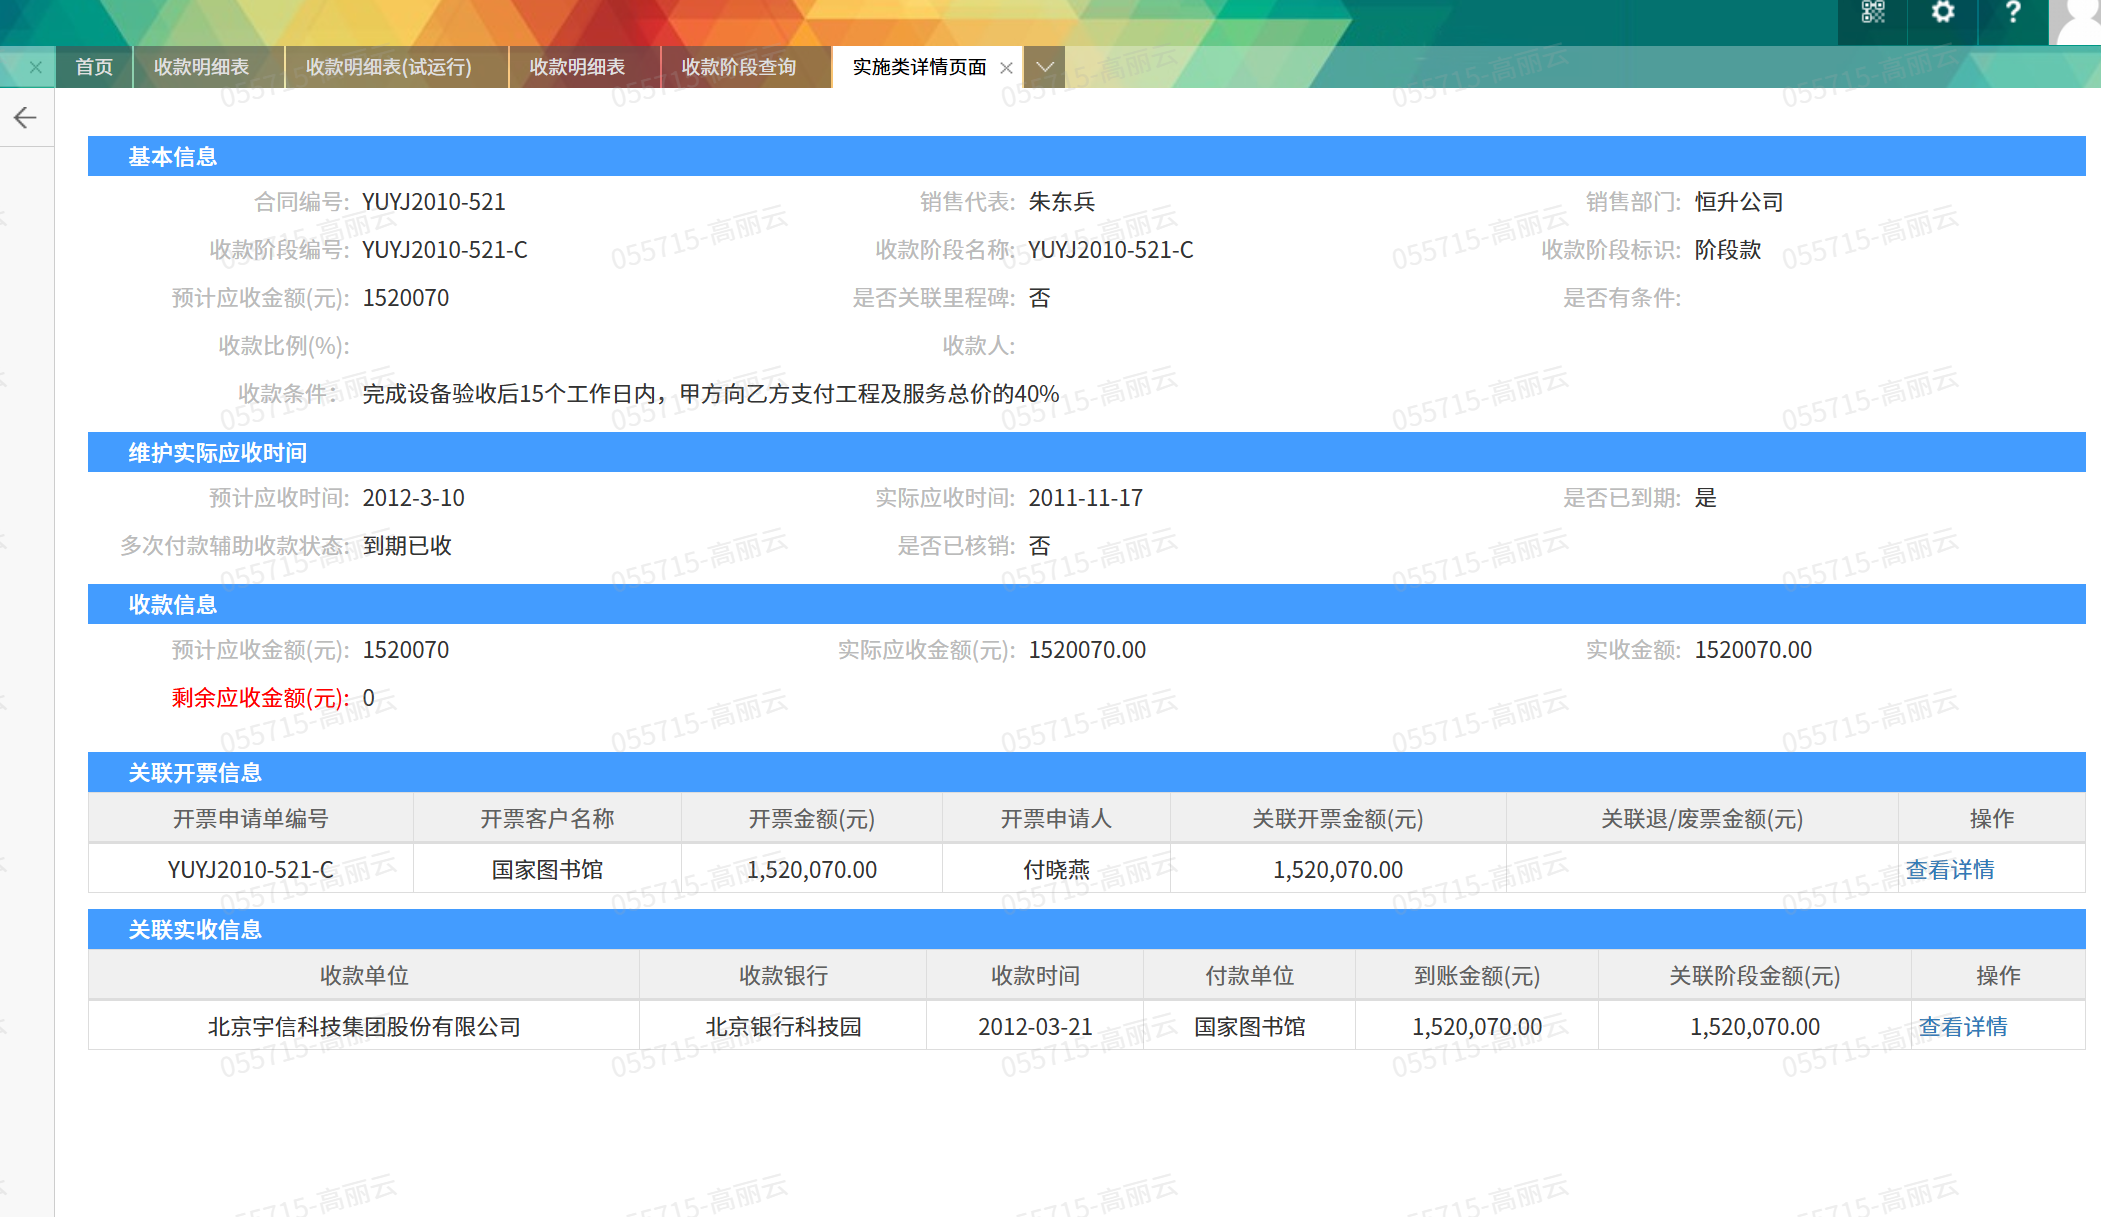 首页 收款明细表 收款明细表(试运行) 收款明细表 收款阶段查询 实施类详情页面
基本信息
合同编号: YUYJ2010-521 销售代表: 朱东兵 销售部门: 恒升公司
收款阶段编号: YUYJ2010-521-C 收款阶段名称: YUYJ2010-521-C 收款阶段标识: 阶段款
预计应收金额(元): 1520070 是否关联里程碑: 否 是否有条件:
收款比例(%): 收款人:
收款条件: 完成设备验收后15个工作日内，甲方向乙方支付工程及服务总价的40%
维护实际应收时间
预计应收时间: 2012-3-10 实际应收时间: 2011-11-17 是否已到期: 是
多次付款辅助收款状态: 到期已收 是否已核销: 否
收款信息
预计应收金额(元): 1520070 实际应收金额(元): 1520070.00 实收金额: 1520070.00
剩余应收金额(元): 0
关联开票信息
开票申请单编号 开票客户名称 开票金额(元) 开票申请人 关联开票金额(元) 关联退/废票金额(元) 操作
YUYJ2010-521-C 国家图书馆 1,520,070.00 付晓燕 1,520,070.00 查看详情
关联实收信息
收款单位 收款银行 收款时间 付款单位 到账金额(元) 关联阶段金额(元) 操作
北京宇信科技集团股份有限公司 北京银行科技园 2012-03-21 国家图书馆 1,520,070.00 1,520,070.00 查看详情
055715-高丽云